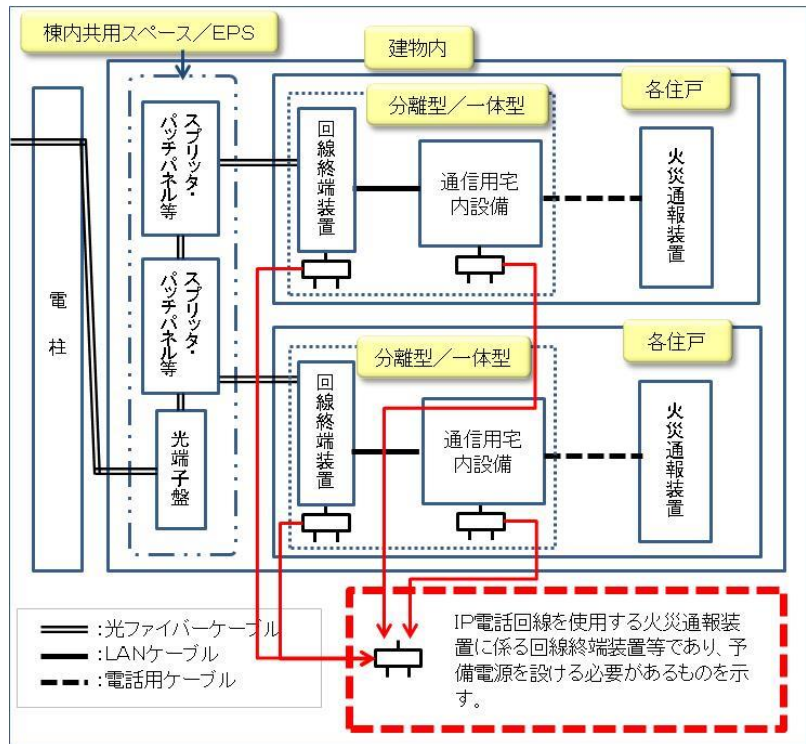 棟内共用スペース／EPS
建物内
分離型／一体型
各住戸
電柱
スプリッタ・
パッチパネル等
回線終端装置
通信用宅
内設備
火災通報装置
スプリッタ・
パッチパネル等
光端子盤
分離型／一体型
各住戸
回線終端装置
通信用宅
内設備
火災通報装置
:光ファイバーケーブル
:LANケーブル
:電話用ケーブル
IP電話回線を使用する火災通報装
置に係る回線終端装置等であり、予
備電源を設ける必要があるものを示
す。